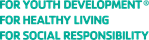 FOR YOUTH DEVELOPMENT®
FOR HEALTHY LIVING
FOR SOCIAL RESPONSIBILITY